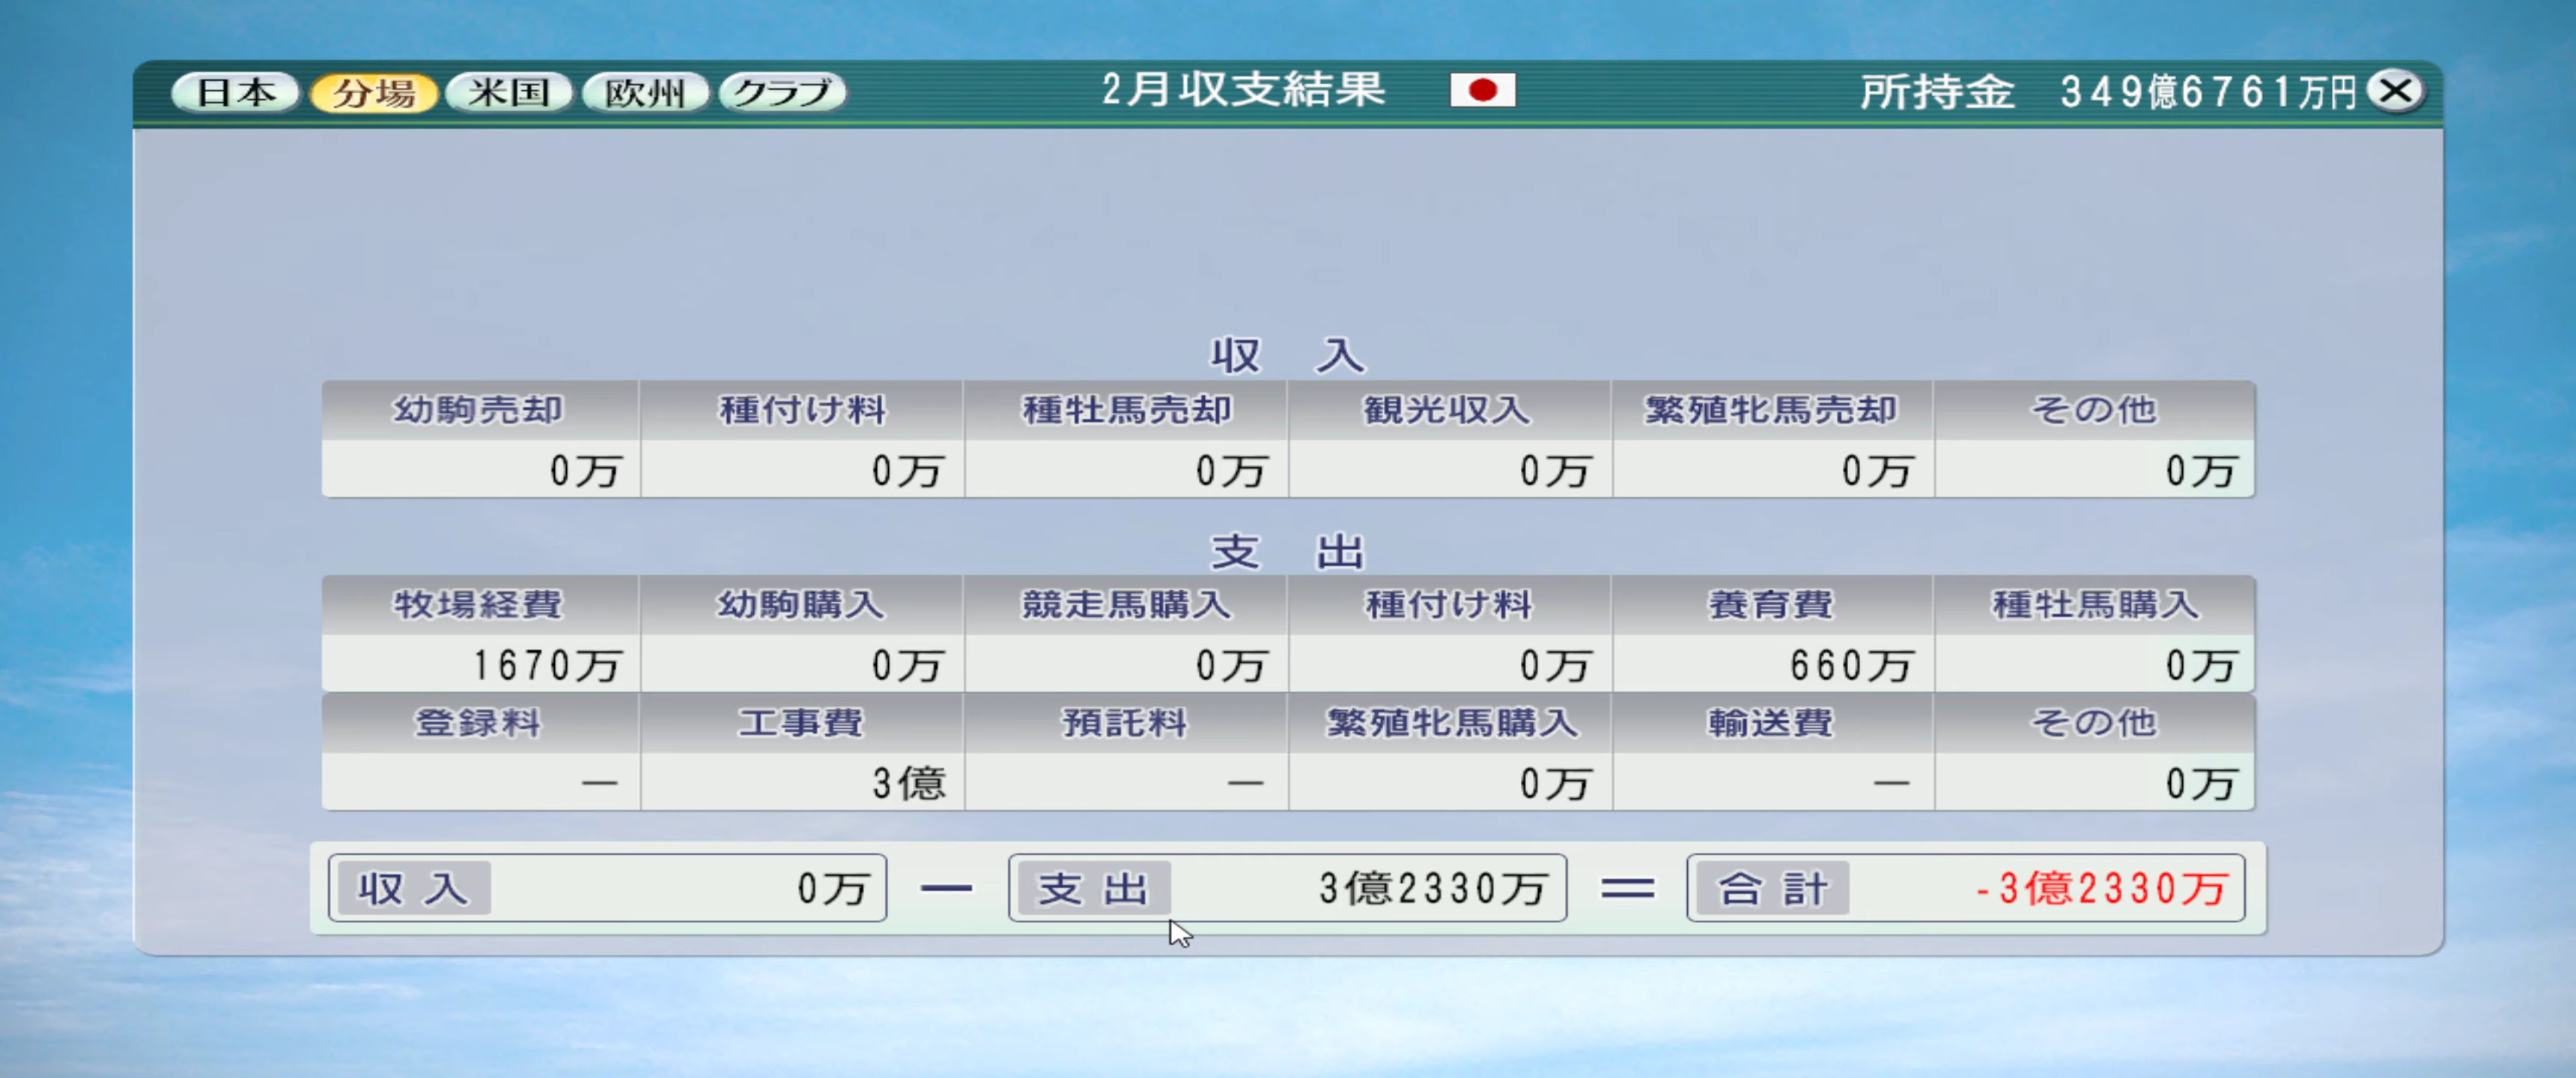 日本 分場 米国 欧州 クラブ 2月収支結果 所持金 349億6761万円
収 入
幼駒売却 種付け料 種牡馬売却 観光収入 繁殖牝馬売却 その他
0万 0万 0万 0万 0万 0万
支 出
牧場経費 幼駒購入 競走馬購入 種付け料 養育費 種牡馬購入
1670万 0万 0万 0万 660万 0万
登録料 工事費 預託料 繁殖牝馬購入 輸送費 その他
— 3億 — 0万 — 0万
収入 0万 — 支出 3億2330万 = 合計 -3億2330万